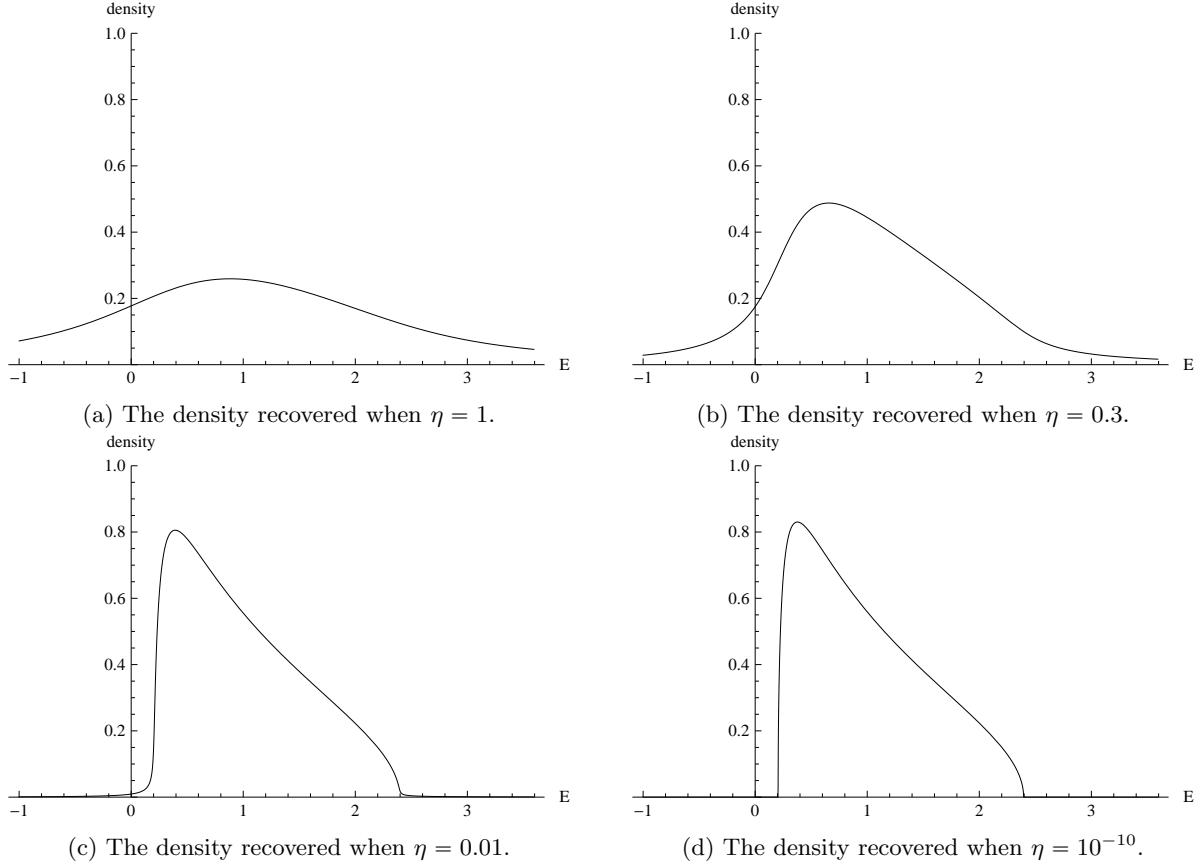 density
1.0
0.8
0.6
0.4
0.2
−1 0 1 2 3 E
(a) The density recovered when η = 1.
density
1.0
0.8
0.6
0.4
0.2
−1 0 1 2 3 E
(b) The density recovered when η = 0.3.
density
1.0
0.8
0.6
0.4
0.2
−1 0 1 2 3 E
(c) The density recovered when η = 0.01.
density
1.0
0.8
0.6
0.4
0.2
−1 0 1 2 3 E
(d) The density recovered when η = 10⁻¹⁰.